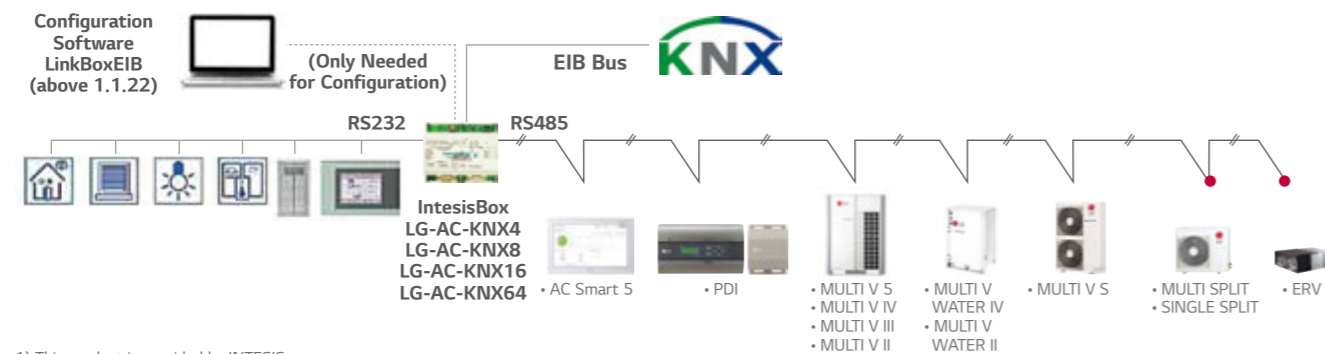 Configuration
Software
LinkBoxEIB
(above 1.1.22)
(Only Needed
for Configuration)
EIB Bus
KNX
RS232
RS485
IntesisBox
LG-AC-KNX4
LG-AC-KNX8
LG-AC-KNX16
LG-AC-KNX64
• AC Smart 5
• PDI
• MULTI V 5
• MULTI V IV
• MULTI V III
• MULTI V II
• MULTI V
WATER IV
• MULTI V
WATER II
• MULTI V S
• MULTI SPLIT
• SINGLE SPLIT
• ERV